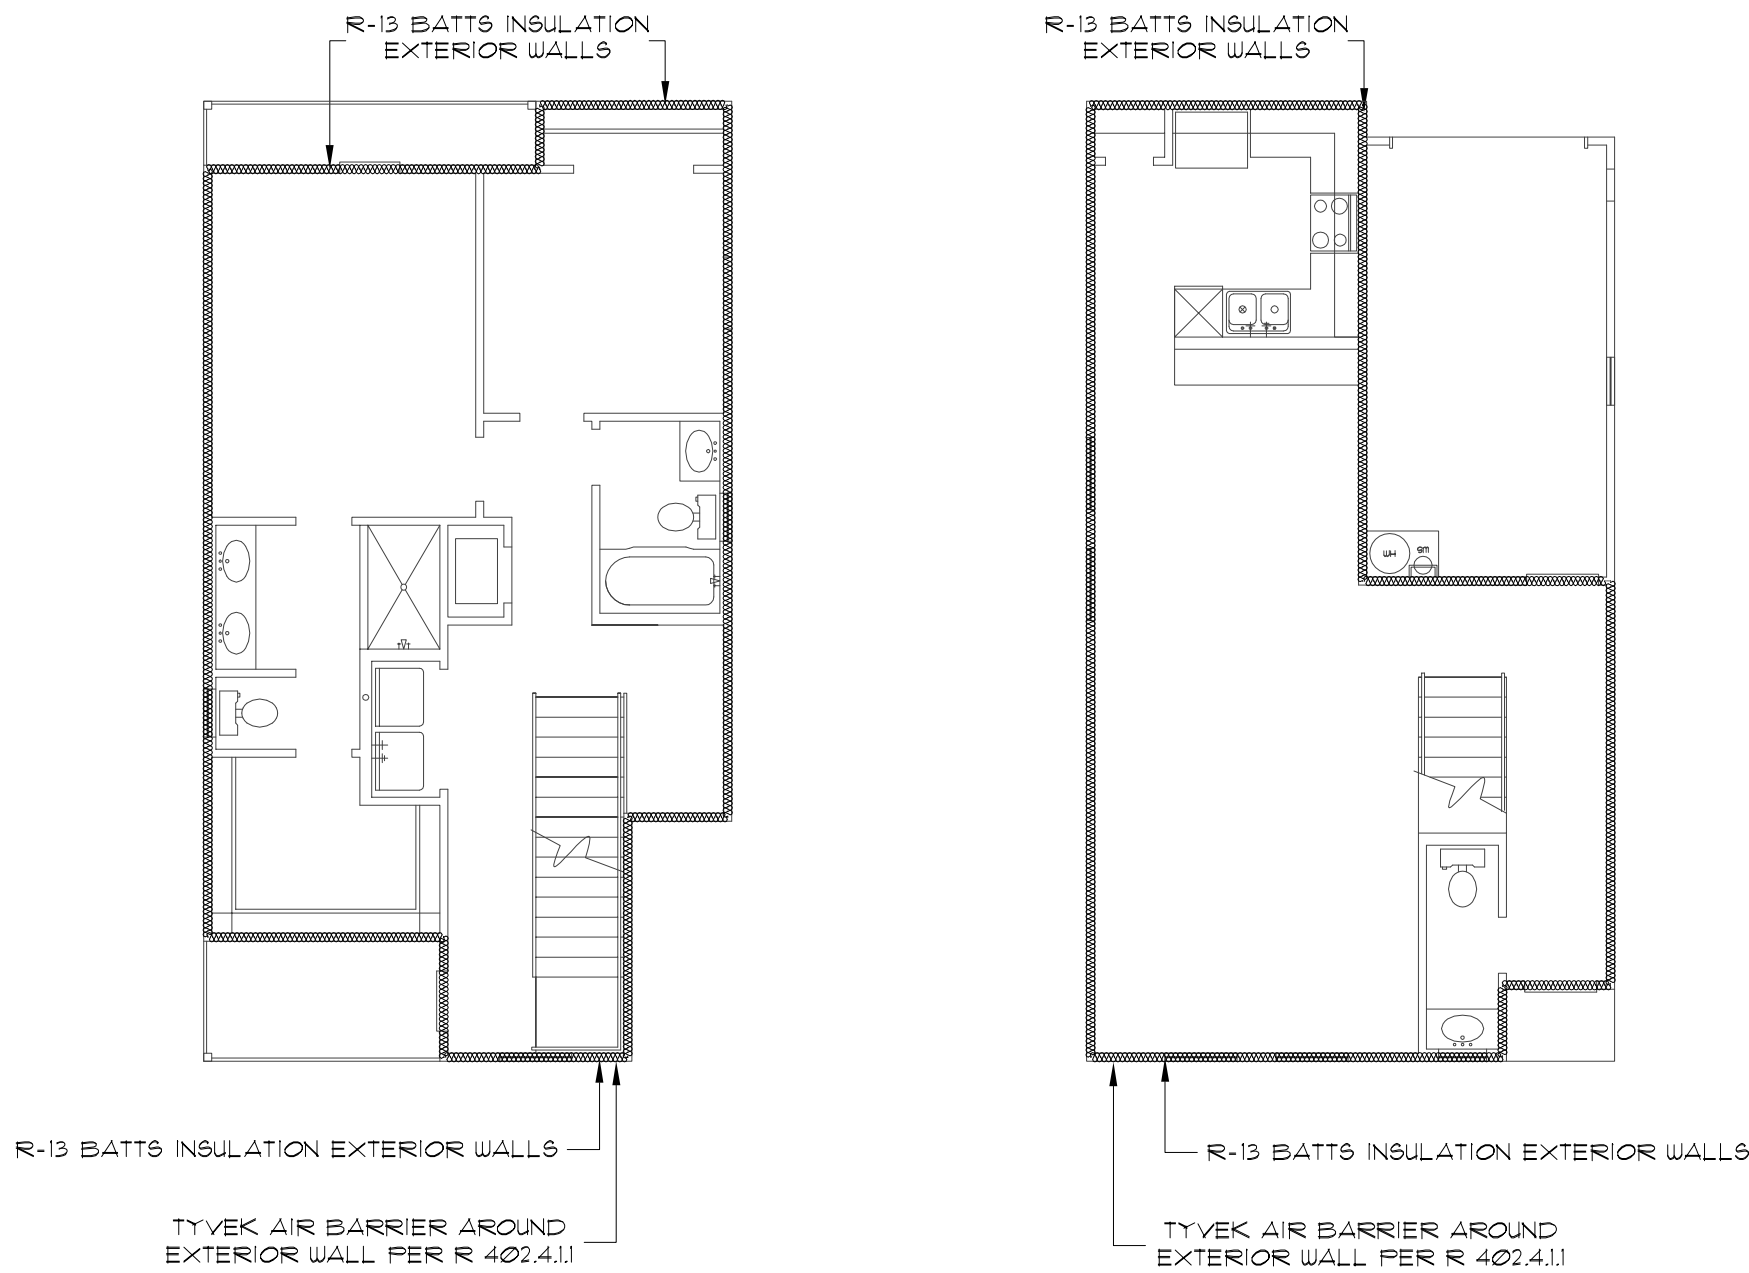 R-13 BATTS INSULATION
EXTERIOR WALLS
R-13 BATTS INSULATION
EXTERIOR WALLS
WH
WS
R-13 BATTS INSULATION EXTERIOR WALLS
TYVEK AIR BARRIER AROUND
EXTERIOR WALL PER R 402.4.1.1
R-13 BATTS INSULATION EXTERIOR WALLS
TYVEK AIR BARRIER AROUND
EXTERIOR WALL PER R 402.4.1.1